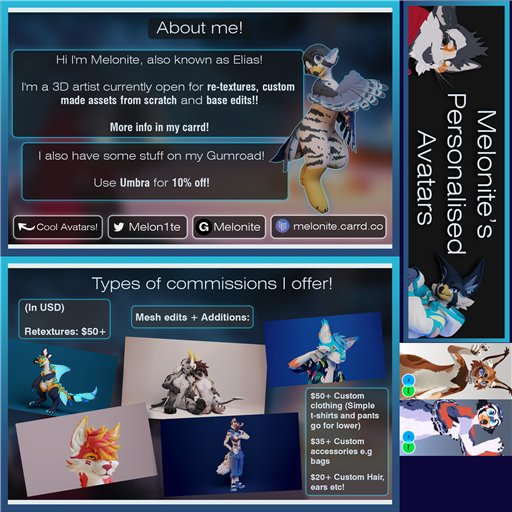 About me!
Hi I'm Melonite, also known as Elias!
I'm a 3D artist currently open for re-textures, custom
made assets from scratch and base edits!!
More info in my carrd!
I also have some stuff on my Gumroad!
Use Umbra for 10% off!
Cool Avatars!
Melon1te
G Melonite
melonite.carrd.co
Types of commissions I offer!
(In USD)
Retextures: $50+
Mesh edits + Additions:
$50+ Custom
clothing (Simple
t-shirts and pants
go for lower)
$35+ Custom
accessories e.g
bags
$20+ Custom Hair,
ears etc!
Melonite's
Personalised
Avatars